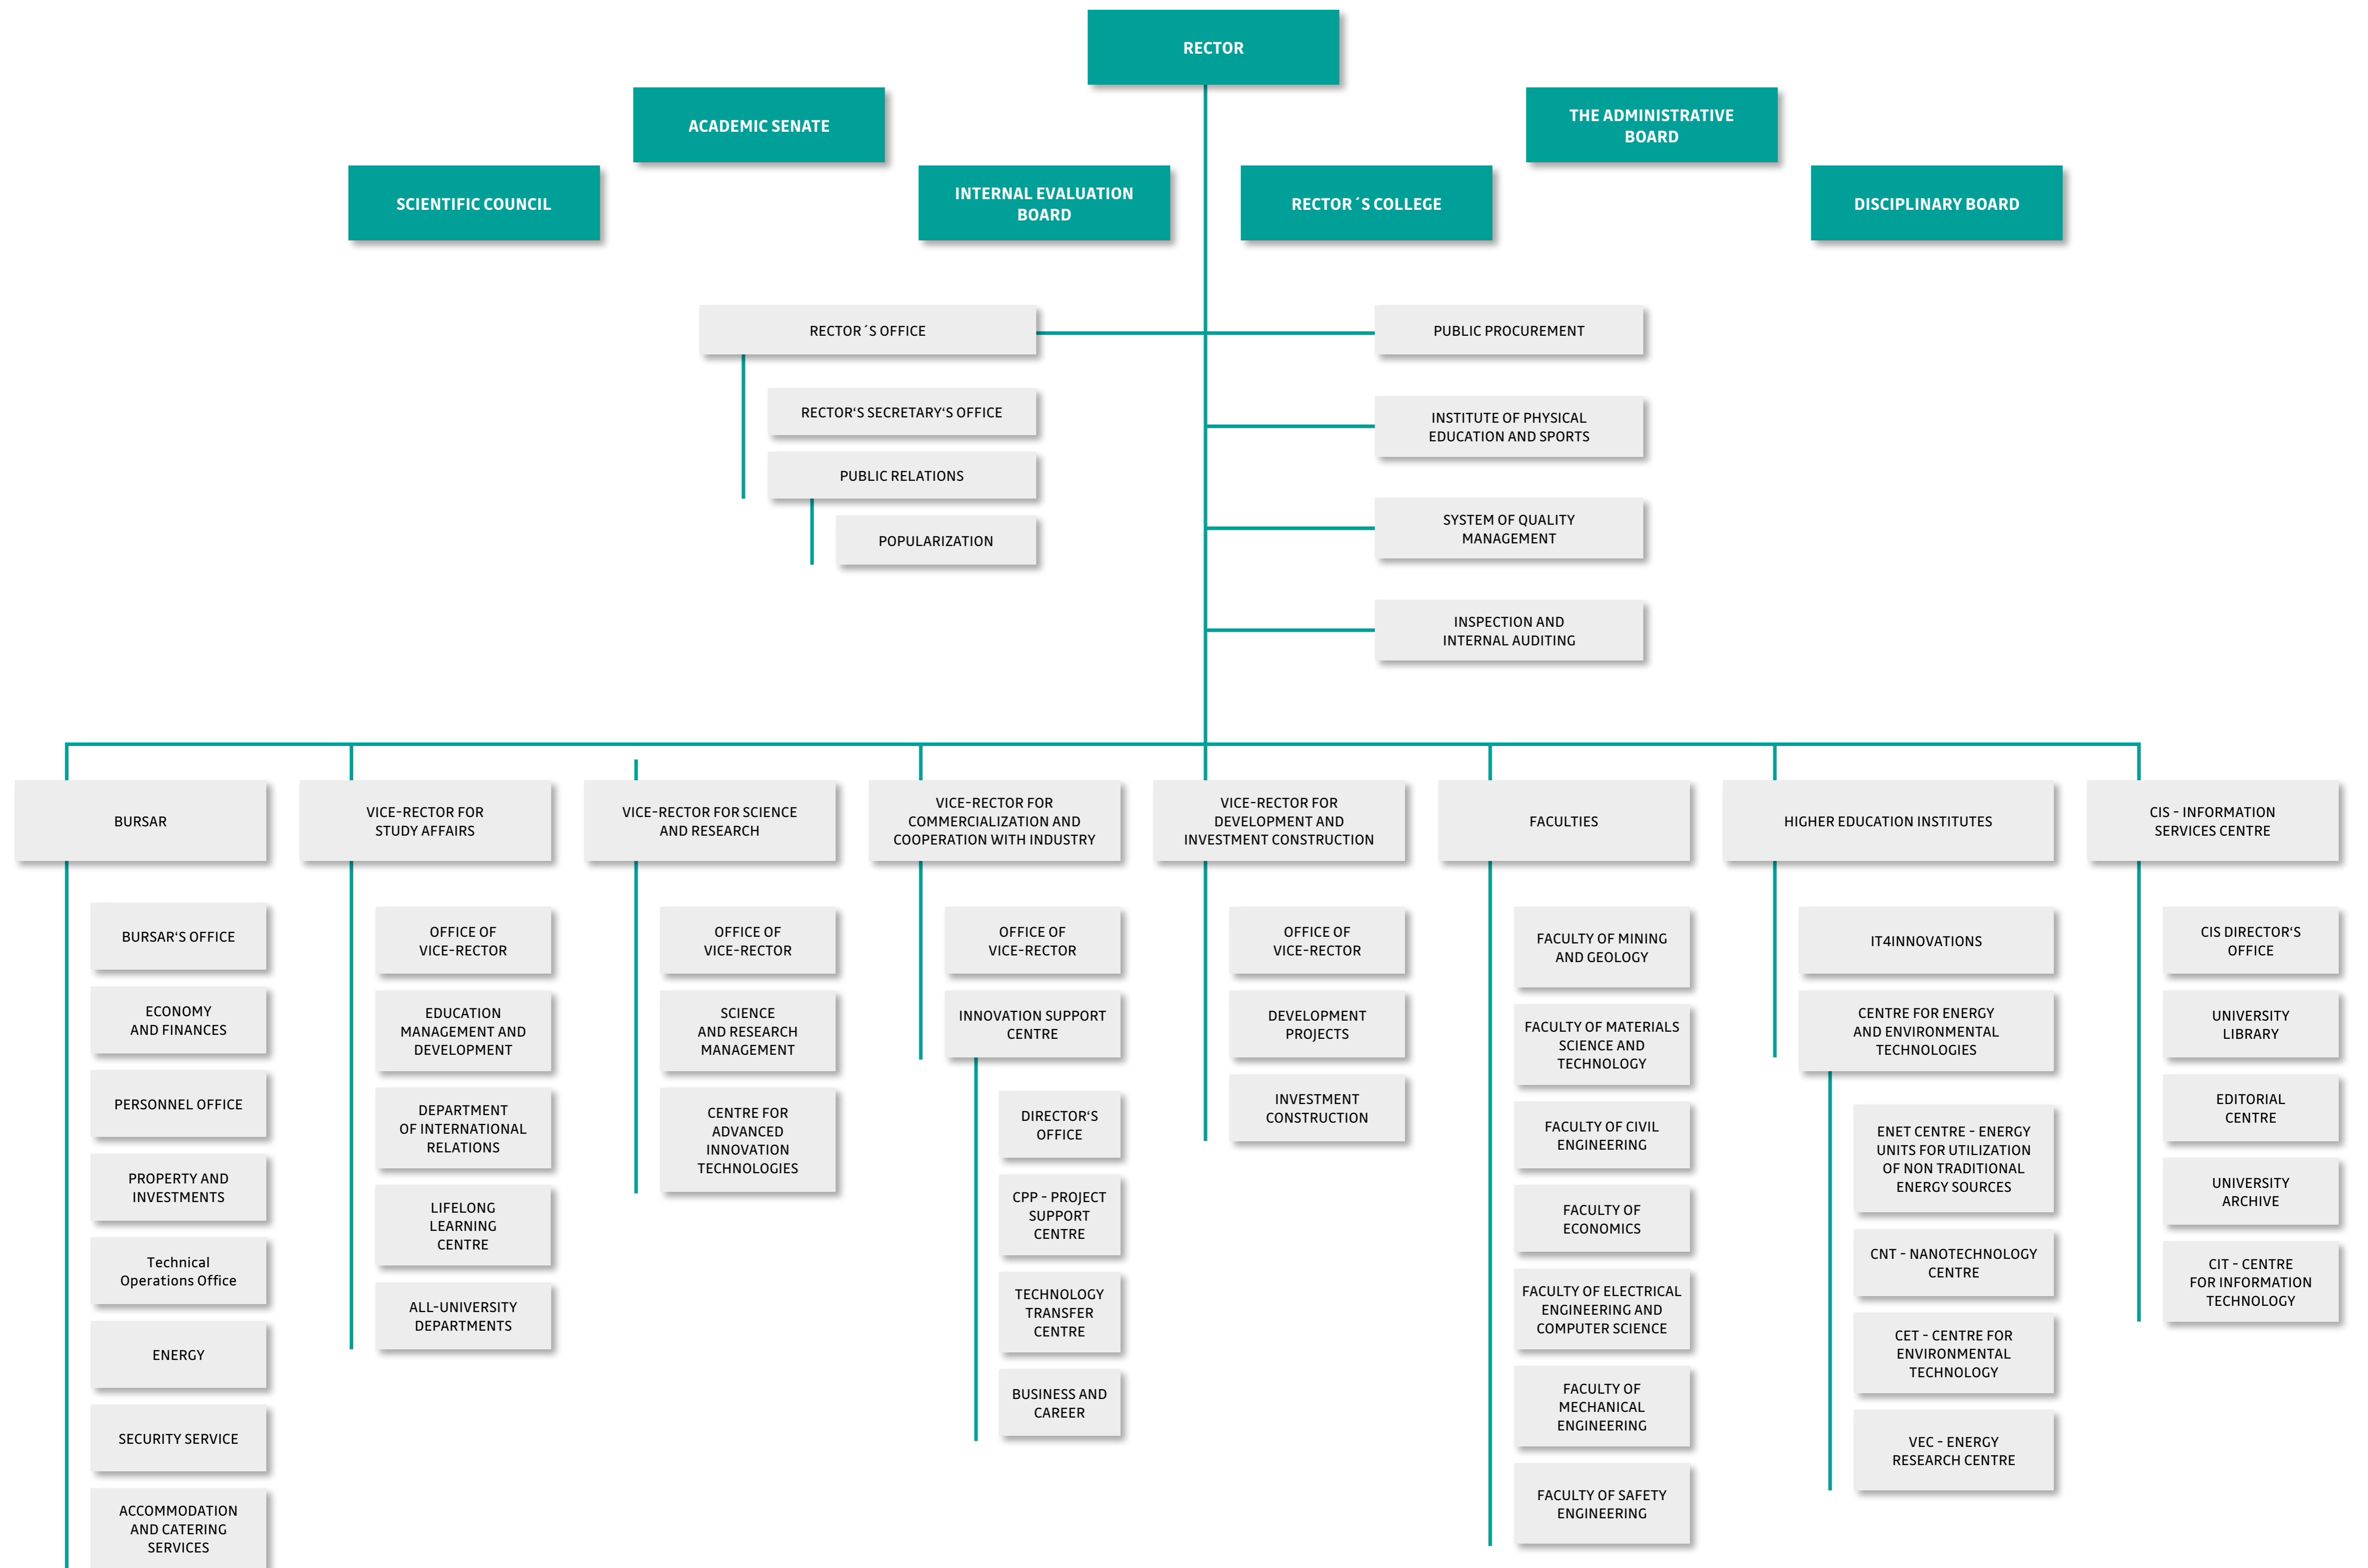 RECTOR
ACADEMIC SENATE
THE ADMINISTRATIVE
BOARD
SCIENTIFIC COUNCIL
INTERNAL EVALUATION
BOARD
RECTOR´S COLLEGE
DISCIPLINARY BOARD
RECTOR´S OFFICE
RECTOR‘S SECRETARY‘S OFFICE
PUBLIC RELATIONS
POPULARIZATION
PUBLIC PROCUREMENT
INSTITUTE OF PHYSICAL
EDUCATION AND SPORTS
SYSTEM OF QUALITY
MANAGEMENT
INSPECTION AND
INTERNAL AUDITING
BURSAR
BURSAR‘S OFFICE
ECONOMY
AND FINANCES
PERSONNEL OFFICE
PROPERTY AND
INVESTMENTS
Technical
Operations Office
ENERGY
SECURITY SERVICE
ACCOMMODATION
AND CATERING
SERVICES
VICE-RECTOR FOR
STUDY AFFAIRS
OFFICE OF
VICE-RECTOR
EDUCATION
MANAGEMENT AND
DEVELOPMENT
DEPARTMENT
OF INTERNATIONAL
RELATIONS
LIFELONG
LEARNING
CENTRE
ALL-UNIVERSITY
DEPARTMENTS
VICE-RECTOR FOR SCIENCE
AND RESEARCH
OFFICE OF
VICE-RECTOR
SCIENCE
AND RESEARCH
MANAGEMENT
CENTRE FOR
ADVANCED
INNOVATION
TECHNOLOGIES
VICE-RECTOR FOR
COMMERCIALIZATION AND
COOPERATION WITH INDUSTRY
OFFICE OF
VICE-RECTOR
INNOVATION SUPPORT
CENTRE
DIRECTOR‘S
OFFICE
CPP - PROJECT
SUPPORT
CENTRE
TECHNOLOGY
TRANSFER
CENTRE
BUSINESS AND
CAREER
VICE-RECTOR FOR
DEVELOPMENT AND
INVESTMENT CONSTRUCTION
OFFICE OF
VICE-RECTOR
DEVELOPMENT
PROJECTS
INVESTMENT
CONSTRUCTION
FACULTIES
FACULTY OF MINING
AND GEOLOGY
FACULTY OF MATERIALS
SCIENCE AND
TECHNOLOGY
FACULTY OF CIVIL
ENGINEERING
FACULTY OF
ECONOMICS
FACULTY OF ELECTRICAL
ENGINEERING AND
COMPUTER SCIENCE
FACULTY OF
MECHANICAL
ENGINEERING
FACULTY OF SAFETY
ENGINEERING
HIGHER EDUCATION INSTITUTES
IT4INNOVATIONS
CENTRE FOR ENERGY
AND ENVIRONMENTAL
TECHNOLOGIES
ENET CENTRE - ENERGY
UNITS FOR UTILIZATION
OF NON TRADITIONAL
ENERGY SOURCES
CNT - NANOTECHNOLOGY
CENTRE
CET - CENTRE FOR
ENVIRONMENTAL
TECHNOLOGY
VEC - ENERGY
RESEARCH CENTRE
CIS - INFORMATION
SERVICES CENTRE
CIS DIRECTOR‘S
OFFICE
UNIVERSITY
LIBRARY
EDITORIAL
CENTRE
UNIVERSITY
ARCHIVE
CIT - CENTRE
FOR INFORMATION
TECHNOLOGY